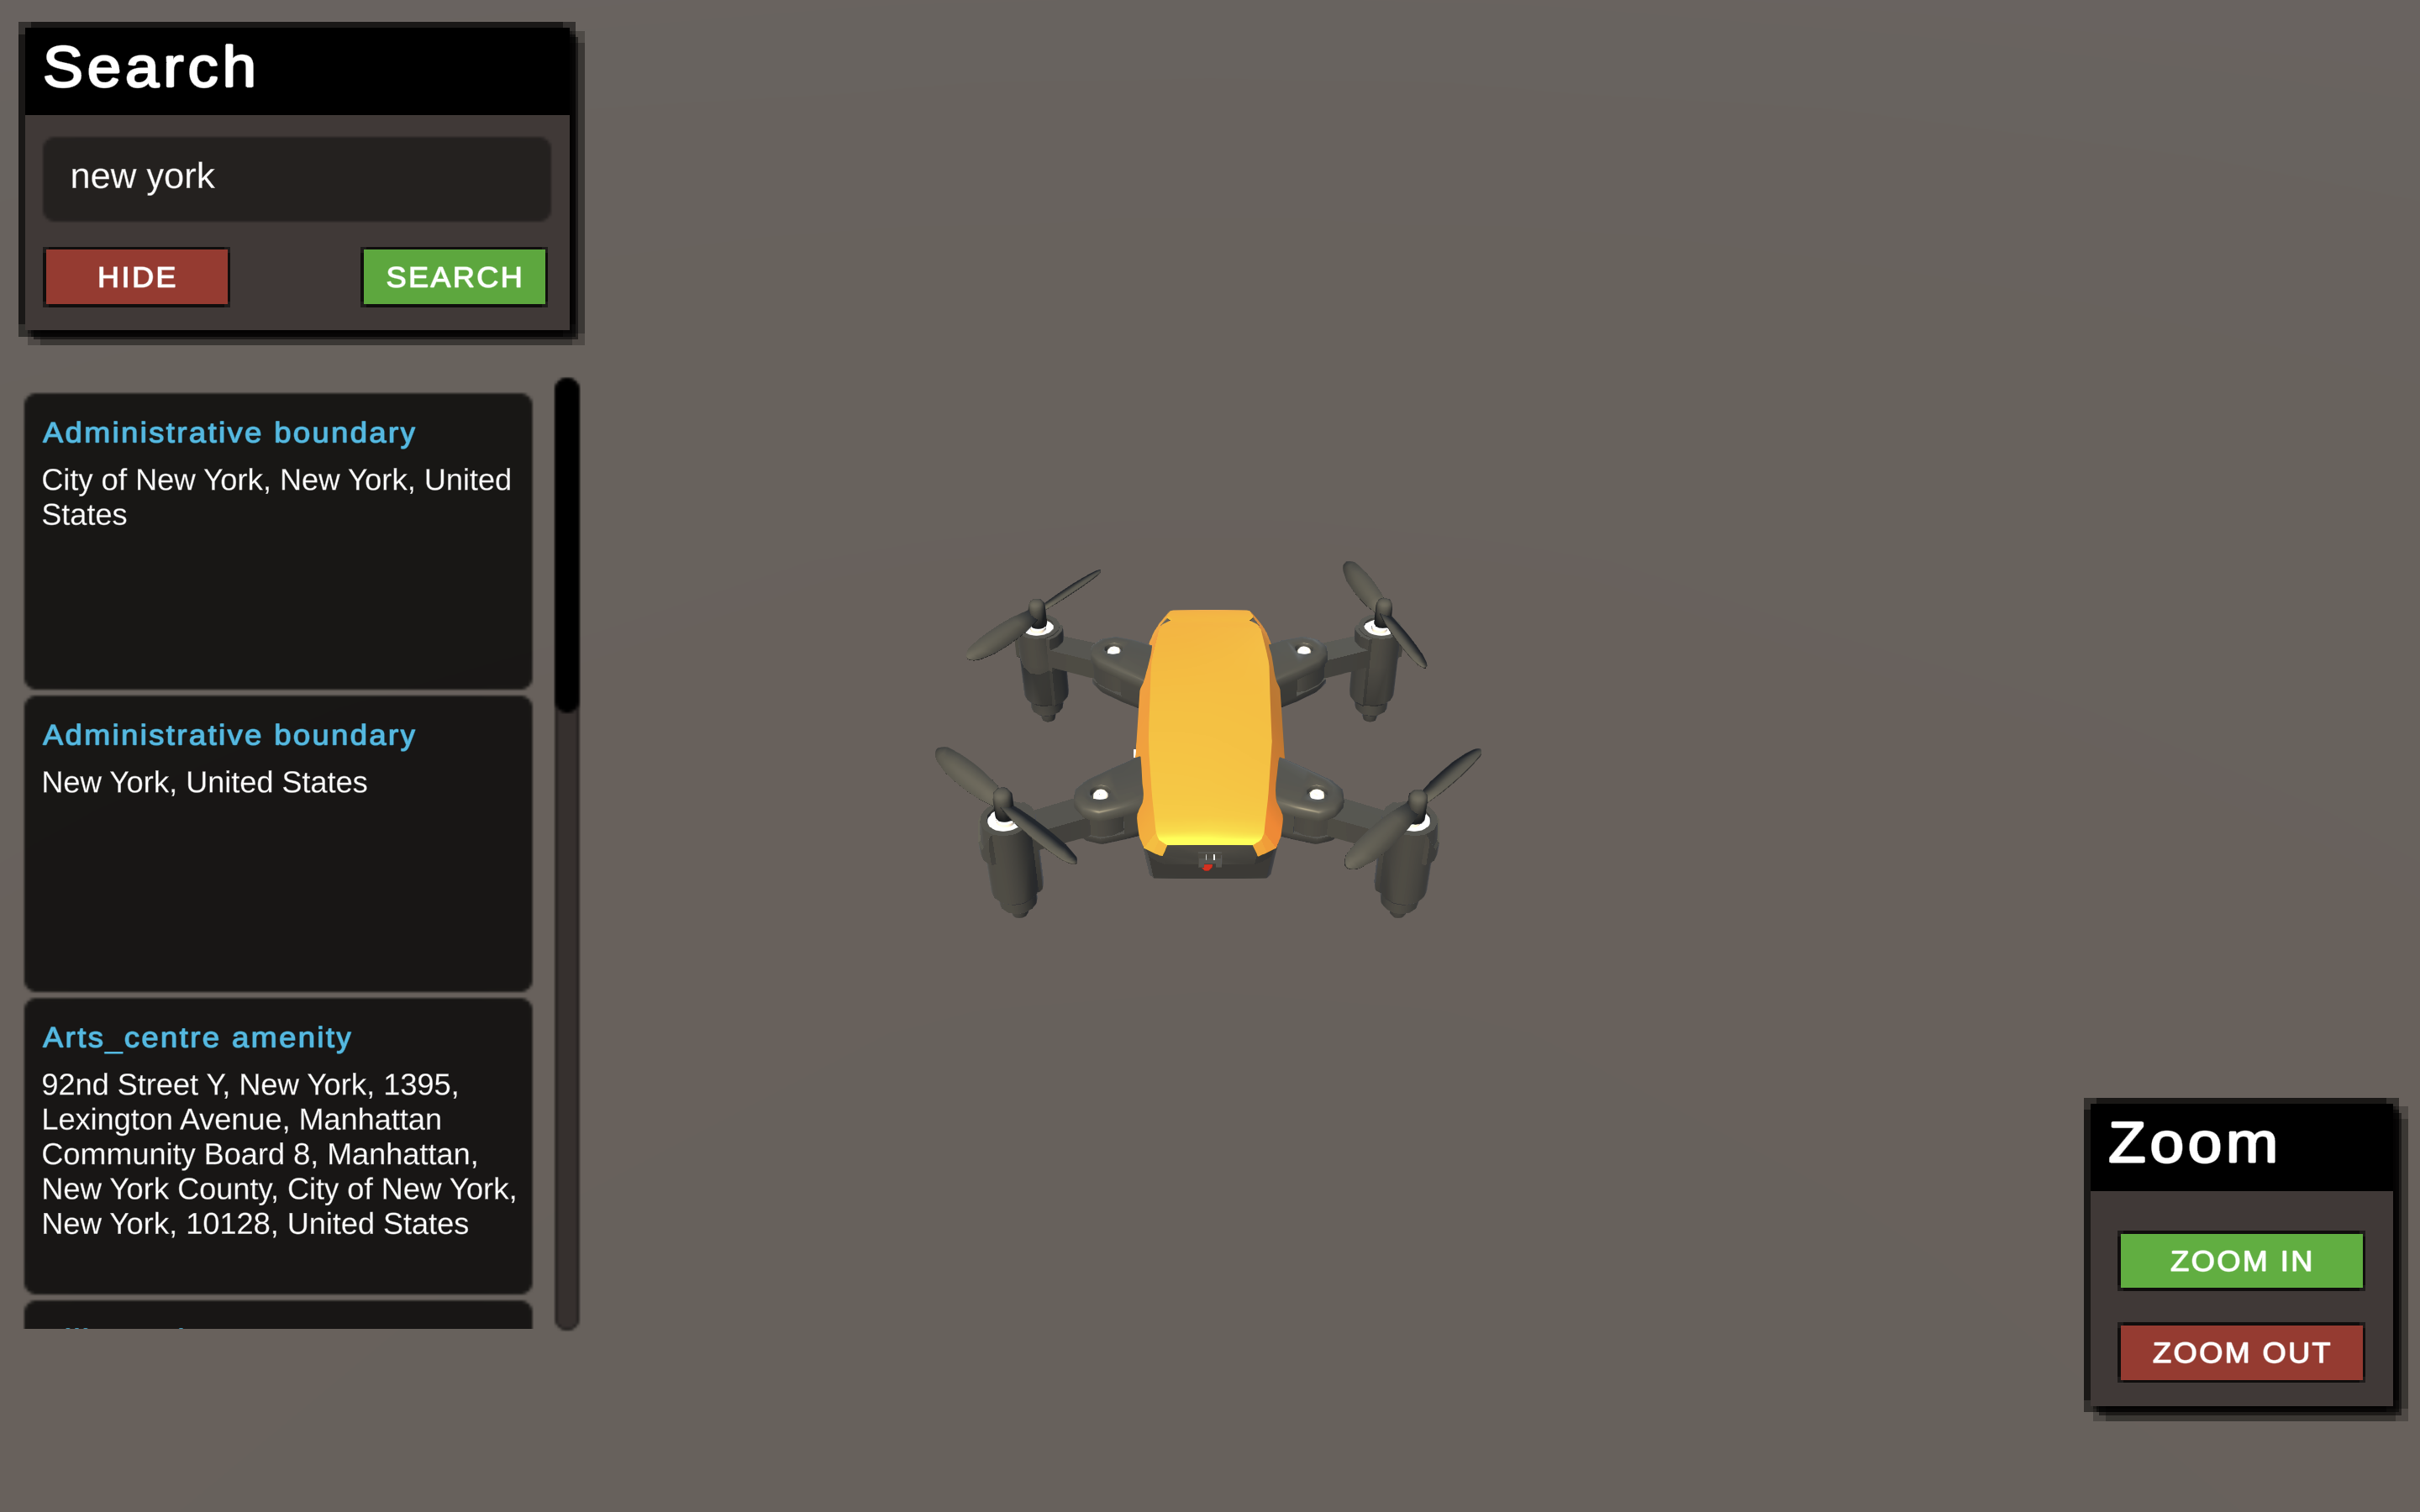 Search
new york
HIDE
SEARCH
Administrative boundary
City of New York, New York, United
States
Administrative boundary
New York, United States
Arts_centre amenity
92nd Street Y, New York, 1395,
Lexington Avenue, Manhattan
Community Board 8, Manhattan,
New York County, City of New York,
New York, 10128, United States
Zoom
ZOOM IN
ZOOM OUT